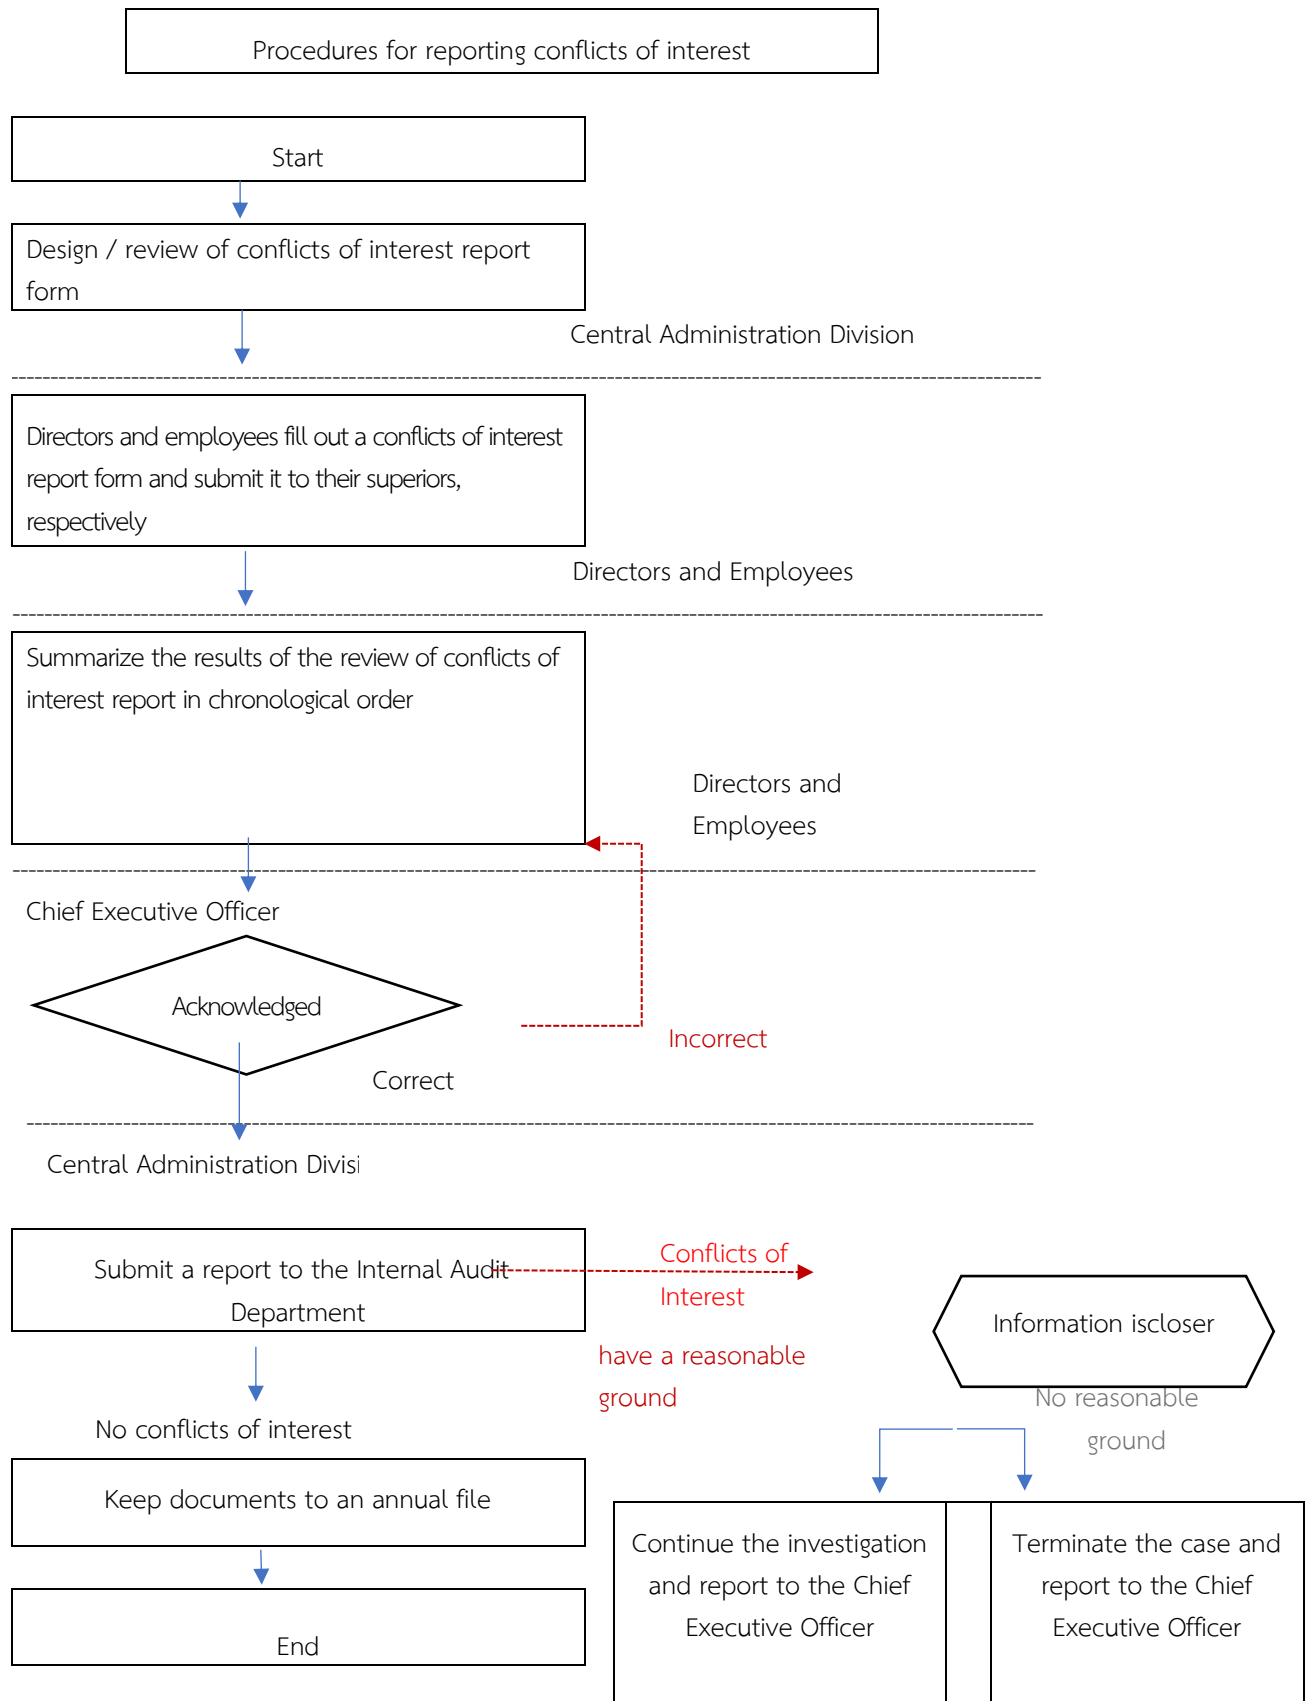 Procedures for reporting conflicts of interest
Start
Design / review of conflicts of interest report
form
Central Administration Division
Directors and employees fill out a conflicts of interest
report form and submit it to their superiors,
respectively
Directors and Employees
Summarize the results of the review of conflicts of
interest report in chronological order
Directors and
Employees
Chief Executive Officer
Acknowledged
Incorrect
Correct
Central Administration Divisi
Submit a report to the Internal Audit
Department
Conflicts of
Interest
Information iscloser
have a reasonable
ground
No reasonable
ground
No conflicts of interest
Keep documents to an annual file
Continue the investigation
and report to the Chief
Executive Officer
Terminate the case and
report to the Chief
Executive Officer
End